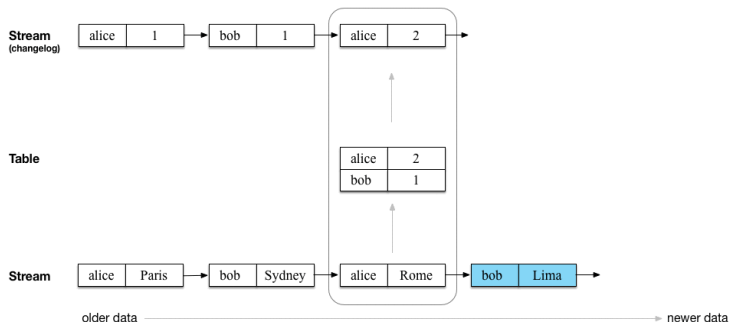 Stream alice 1 bob 1 alice 2
(changelog)
Table alice 2
bob 1
Stream alice Paris bob Sydney alice Rome bob Lima
older data newer data